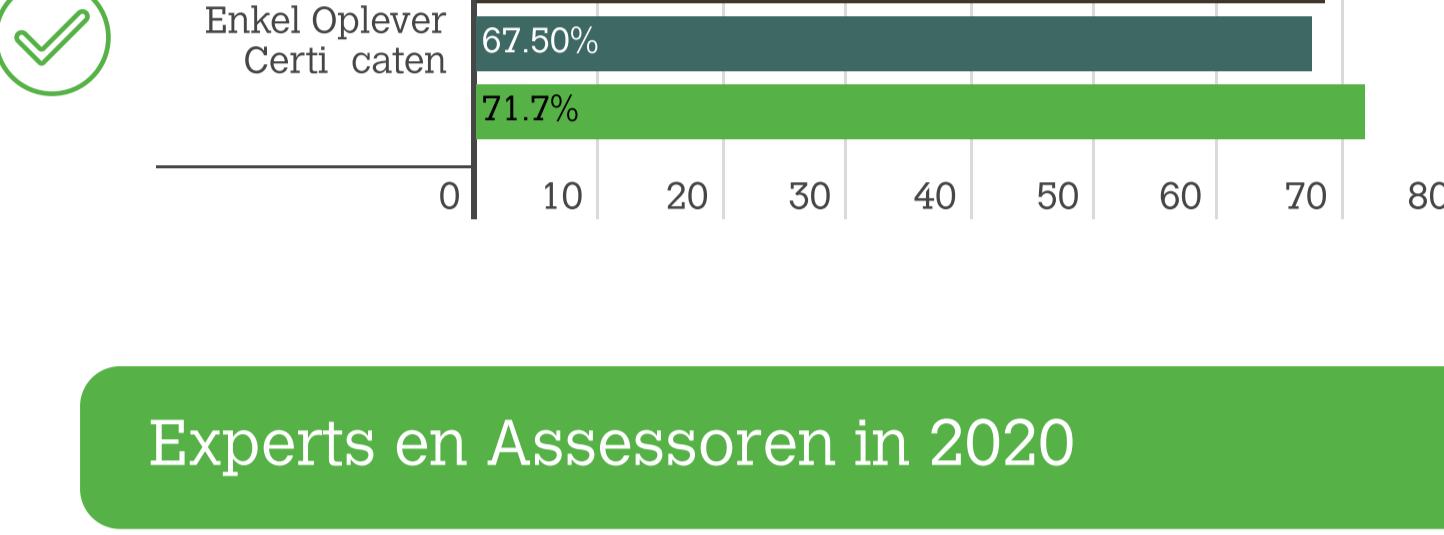 Enkel Oplever
Certi caten
67.50%
71.7%
0 10 20 30 40 50 60 70 80
Experts en Assessoren in 2020